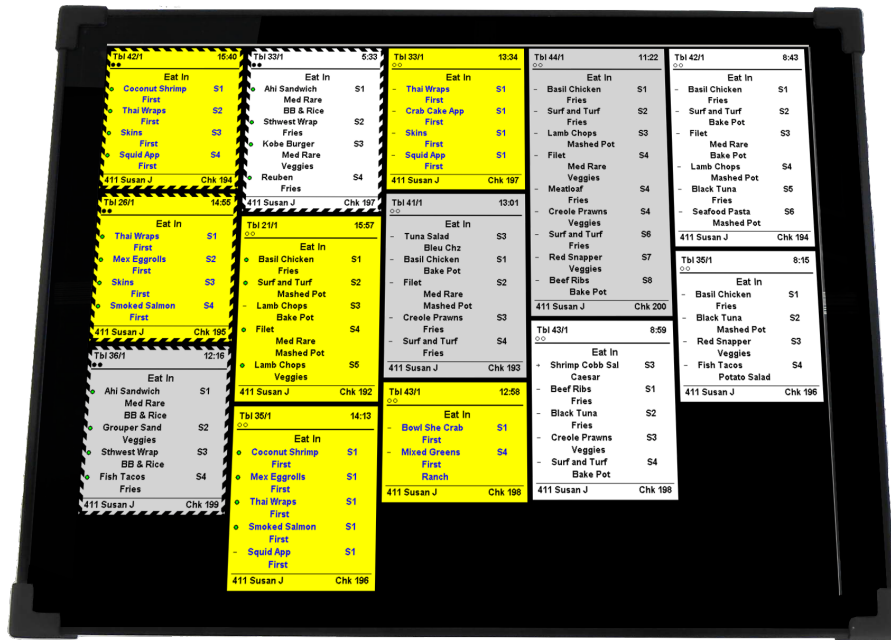 Tbl 42/1 15:40
Eat In
Coconut Shrimp S1
First
Thai Wraps S2
First
Skins S3
First
Squid App S4
First
411 Susan J Chk 194
Tbl 26/1 14:55
Eat In
Thai Wraps S1
First
Mex Eggrolls S2
First
Skins S3
First
Smoked Salmon S4
First
411 Susan J Chk 195
Tbl 36/1 12:16
Eat In
Ahi Sandwich S1
Med Rare
BB & Rice
Grouper Sand S2
Veggies
Sthwest Wrap S3
BB & Rice
Fish Tacos S4
Fries
411 Susan J Chk 199
Tbl 33/1 5:33
Eat In
Ahi Sandwich S1
Med Rare
BB & Rice
Sthwest Wrap S2
Fries
Kobe Burger S3
Med Rare
Veggies
Reuben S4
Fries
411 Susan J Chk 197
Tbl 21/1 15:57
Eat In
Basil Chicken S1
Fries
Surf and Turf S2
Mashed Pot
- Lamb Chops S3
Bake Pot
Filet S4
Med Rare
Mashed Pot
Lamb Chops S5
Veggies
411 Susan J Chk 192
Tbl 35/1 14:13
Eat In
Coconut Shrimp S1
First
Mex Eggrolls S1
First
Thai Wraps S1
First
Smoked Salmon S1
First
- Squid App S1
First
411 Susan J Chk 196
Tbl 33/1 13:34
Eat In
- Thai Wraps S1
First
- Crab Cake App S1
First
- Skins S1
First
- Squid App S1
First
411 Susan J Chk 197
Tbl 41/1 13:01
Eat In
- Tuna Salad S3
Bleu Chz
- Basil Chicken S1
Bake Pot
- Filet S2
Med Rare
Mashed Pot
- Creole Prawns S3
Fries
- Surf and Turf S4
Fries
411 Susan J Chk 193
Tbl 43/1 12:58
Eat In
- Bowl She Crab S1
First
- Mixed Greens S4
First
Ranch
411 Susan J Chk 198
Tbl 44/1 11:22
Eat In
- Basil Chicken S1
Fries
- Surf and Turf S2
Fries
- Lamb Chops S3
Mashed Pot
- Filet S4
Med Rare
Veggies
- Meatloaf S4
Fries
- Creole Prawns S4
Veggies
- Surf and Turf S6
Fries
- Red Snapper S7
Veggies
- Beef Ribs S8
Bake Pot
411 Susan J Chk 200
Tbl 43/1 8:59
Eat In
+ Shrimp Cobb Sal S3
Caesar
- Beef Ribs S1
Fries
- Black Tuna S2
Fries
- Creole Prawns S3
Veggies
- Surf and Turf S4
Bake Pot
411 Susan J Chk 198
Tbl 42/1 8:43
Eat In
- Basil Chicken S1
Fries
- Surf and Turf S2
Bake Pot
- Filet S3
Med Rare
Bake Pot
- Lamb Chops S4
Mashed Pot
- Black Tuna S5
Fries
- Seafood Pasta S6
Mashed Pot
411 Susan J Chk 194
Tbl 35/1 8:15
Eat In
- Basil Chicken S1
Fries
- Black Tuna S2
Mashed Pot
- Red Snapper S3
Veggies
- Fish Tacos S4
Potato Salad
411 Susan J Chk 196